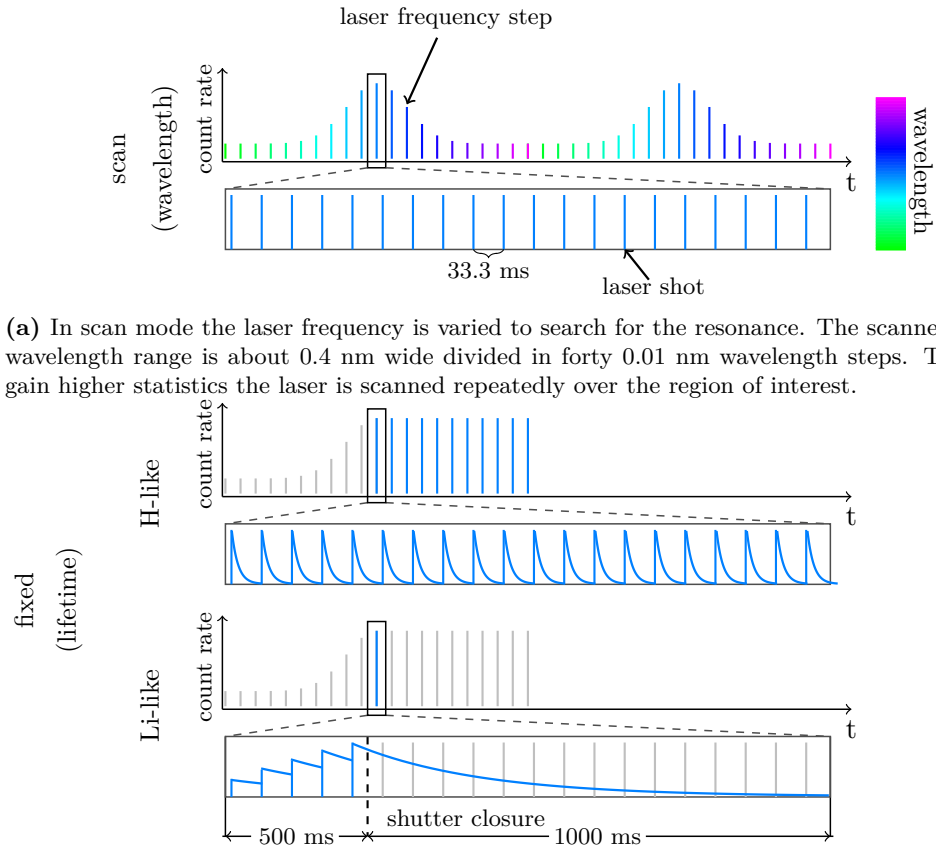 laser frequency step
count rate
scan
(wavelength)
t
wavelength
33.3 ms
laser shot
(a) In scan mode the laser frequency is varied to search for the resonance. The scanne
wavelength range is about 0.4 nm wide divided in forty 0.01 nm wavelength steps. T
gain higher statistics the laser is scanned repeatedly over the region of interest.
count rate
H-like
t
fixed
(lifetime)
count rate
Li-like
t
shutter closure
500 ms
1000 ms